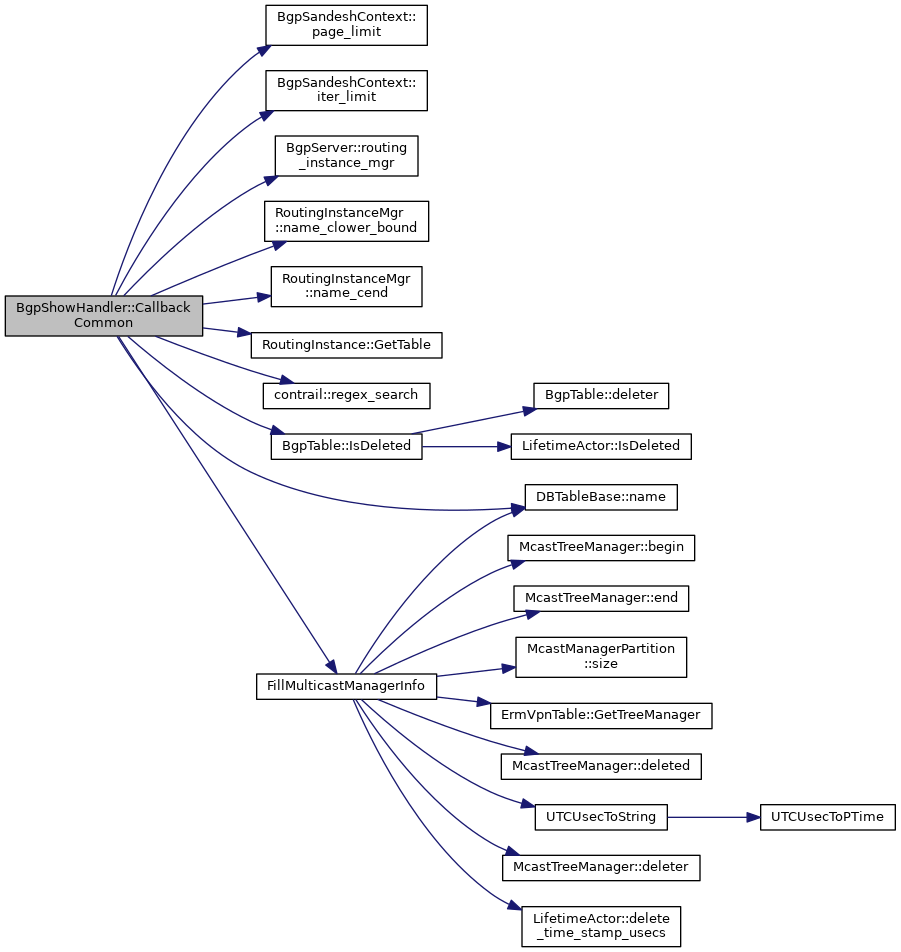 BgpSandeshContext::
page_limit
BgpSandeshContext::
iter_limit
BgpServer::routing
_instance_mgr
RoutingInstanceMgr
::name_clower_bound
RoutingInstanceMgr
::name_cend
BgpShowHandler::Callback
Common
RoutingInstance::GetTable
contrail::regex_search
BgpTable::deleter
BgpTable::IsDeleted
LifetimeActor::IsDeleted
DBTableBase::name
McastTreeManager::begin
McastTreeManager::end
McastManagerPartition
::size
FillMulticastManagerInfo
ErmVpnTable::GetTreeManager
McastTreeManager::deleted
UTCUsecToString
UTCUsecToPTime
McastTreeManager::deleter
LifetimeActor::delete
_time_stamp_usecs